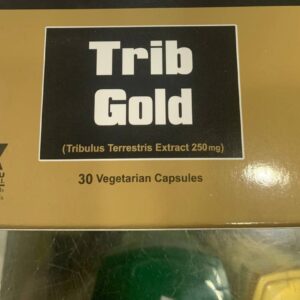 Trib
Gold
(Tribulus Terrestris Extract 250mg)
30 Vegetarian Capsules